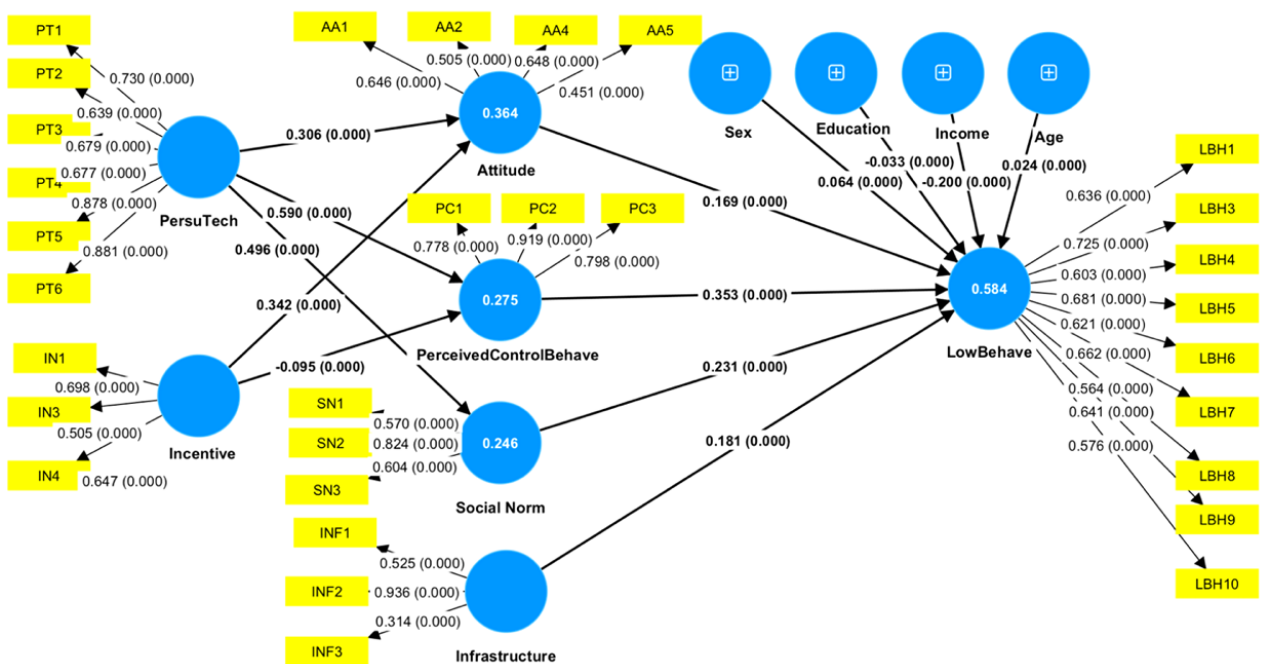 PT1
PT2
PT3
PT4
PT5
PT6
0.730 (0.000)
0.639 (0.000)
0.679 (0.000)
0.677 (0.000)
0.878 (0.000)
0.881 (0.000)
PersuTech
IN1
IN3
IN4
0.698 (0.000)
0.505 (0.000)
0.647 (0.000)
Incentive
AA1
AA2
AA4
AA5
0.646 (0.000)
0.505 (0.000)
0.648 (0.000)
0.451 (0.000)
0.364
Attitude
0.306 (0.000)
0.590 (0.000)
0.496 (0.000)
0.342 (0.000)
-0.095 (0.000)
PC1
PC2
PC3
0.778 (0.000)
0.919 (0.000)
0.798 (0.000)
0.275
PerceivedControlBehave
SN1
SN2
SN3
0.570 (0.000)
0.824 (0.000)
0.604 (0.000)
0.246
Social Norm
INF1
INF2
INF3
0.525 (0.000)
0.936 (0.000)
0.314 (0.000)
Infrastructure
Sex
Education
Income
Age
0.064 (0.000)
-0.033 (0.000)
-0.200 (0.000)
0.024 (0.000)
0.169 (0.000)
0.353 (0.000)
0.231 (0.000)
0.181 (0.000)
0.584
LowBehave
0.636 (0.000)
0.725 (0.000)
0.603 (0.000)
0.681 (0.000)
0.621 (0.000)
0.662 (0.000)
0.564 (0.000)
0.641 (0.000)
0.576 (0.000)
LBH1
LBH3
LBH4
LBH5
LBH6
LBH7
LBH8
LBH9
LBH10